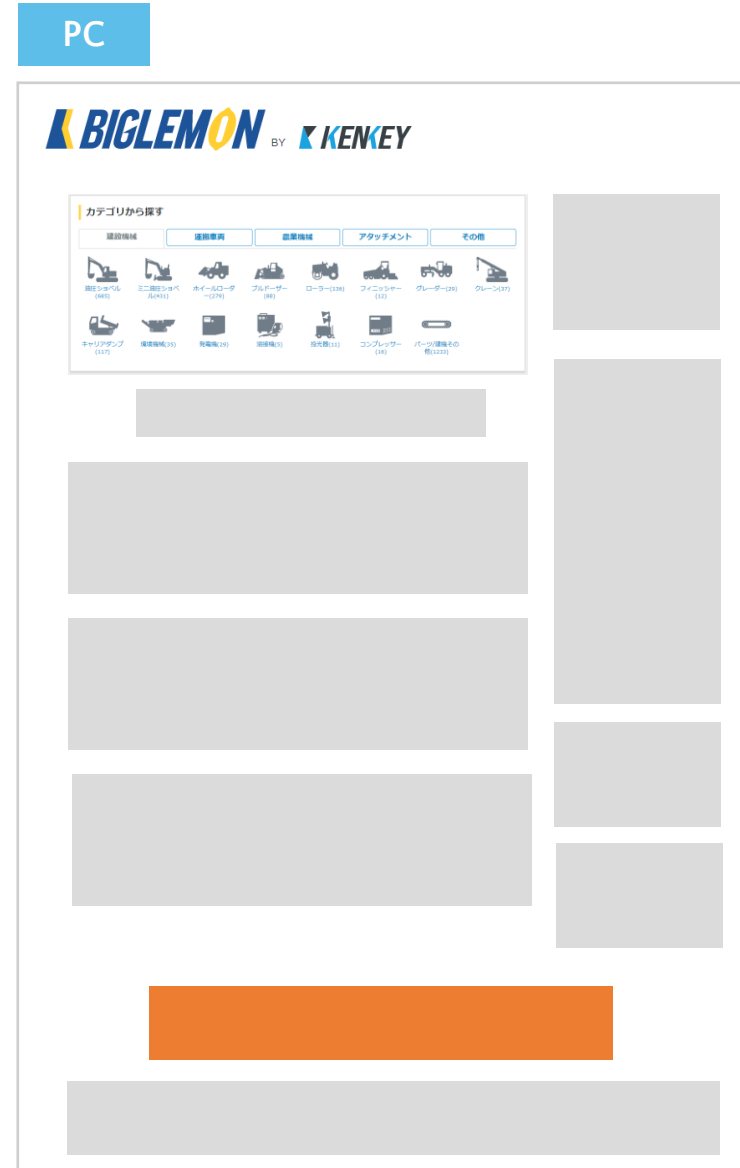 PC
BIGLEMON BY KENKEY
カテゴリから探す
建設機械 運搬車両 農業機械 アタッチメント その他
油圧ショベル ミニ油圧ショベ ホイールローダ ブルドーザー ローラー(136) フィニッシャー グレーダー(29) クレーン(37)
(685) ル(431) ー(279) (88) (12)
キャリアダンプ 環境機械(35) 発電機(29) 溶接機(5) 投光器(11) コンプレッサー パーツ/建機その
(117) (16) 他(1232)